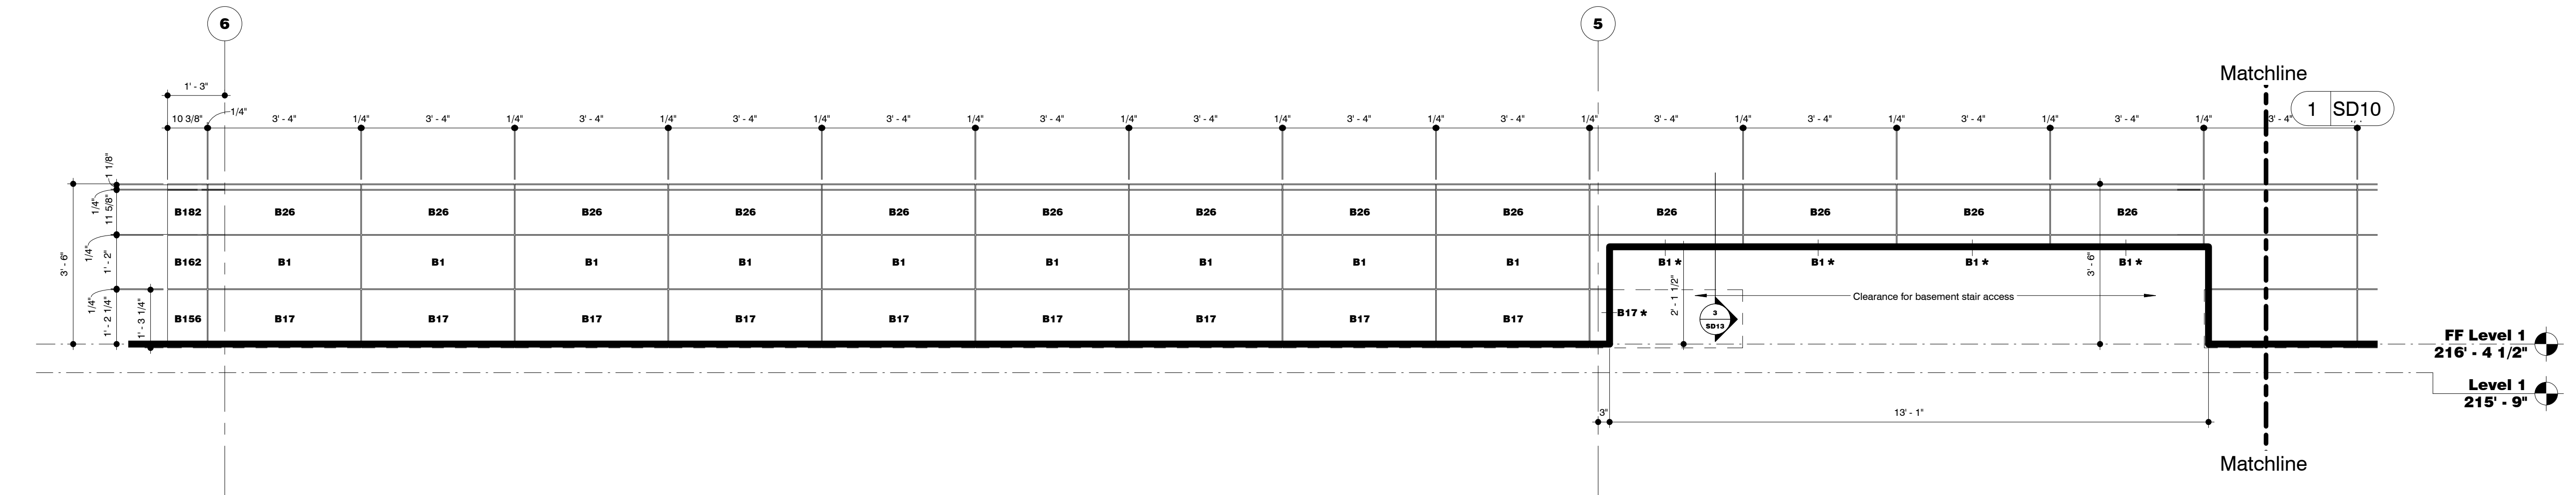 6
5
Matchline
1 SD10
1' - 3"
1/4"
10 3/8" 3' - 4" 1/4" 3' - 4" 1/4" 3' - 4" 1/4" 3' - 4" 1/4" 3' - 4" 1/4" 3' - 4" 1/4" 3' - 4" 1/4" 3' - 4" 1/4" 3' - 4" 1/4" 3' - 4" 1/4" 3' - 4" 1/4" 3' - 4" 1/4" 3' - 4" 1/4" 3' - 4"
1 1/8"
1/4"
11 5/8"
B182 B26 B26 B26 B26 B26 B26 B26 B26 B26 B26 B26 B26 B26
1/4"
1' - 2"
3' - 6"
B162 B1 B1 B1 B1 B1 B1 B1 B1 B1 B1 * B1 * B1 * B1 *
3' - 6"
2' - 1 1/2"
Clearance for basement stair access
1/4"
1' - 2 1/4"
1' - 3 1/4"
B156 B17 B17 B17 B17 B17 B17 B17 B17 B17 B17 *
3
SD13
FF Level 1
216' - 4 1/2"
Level 1
215' - 9"
3" 13' - 1"
Matchline